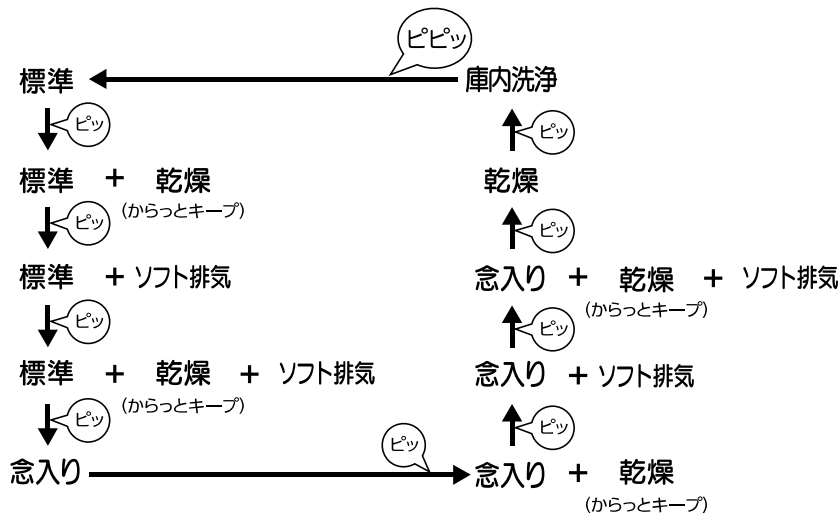 ピピッ
標準 庫内洗浄
ピッ ピッ
標準 + 乾燥 乾燥
(からっとキープ)
ピッ ピッ
標準 + ソフト排気 念入り + 乾燥 + ソフト排気
(からっとキープ)
ピッ ピッ
標準 + 乾燥 + ソフト排気 念入り + ソフト排気
(からっとキープ)
ピッ ピッ ピッ
念入り 念入り + 乾燥
(からっとキープ)